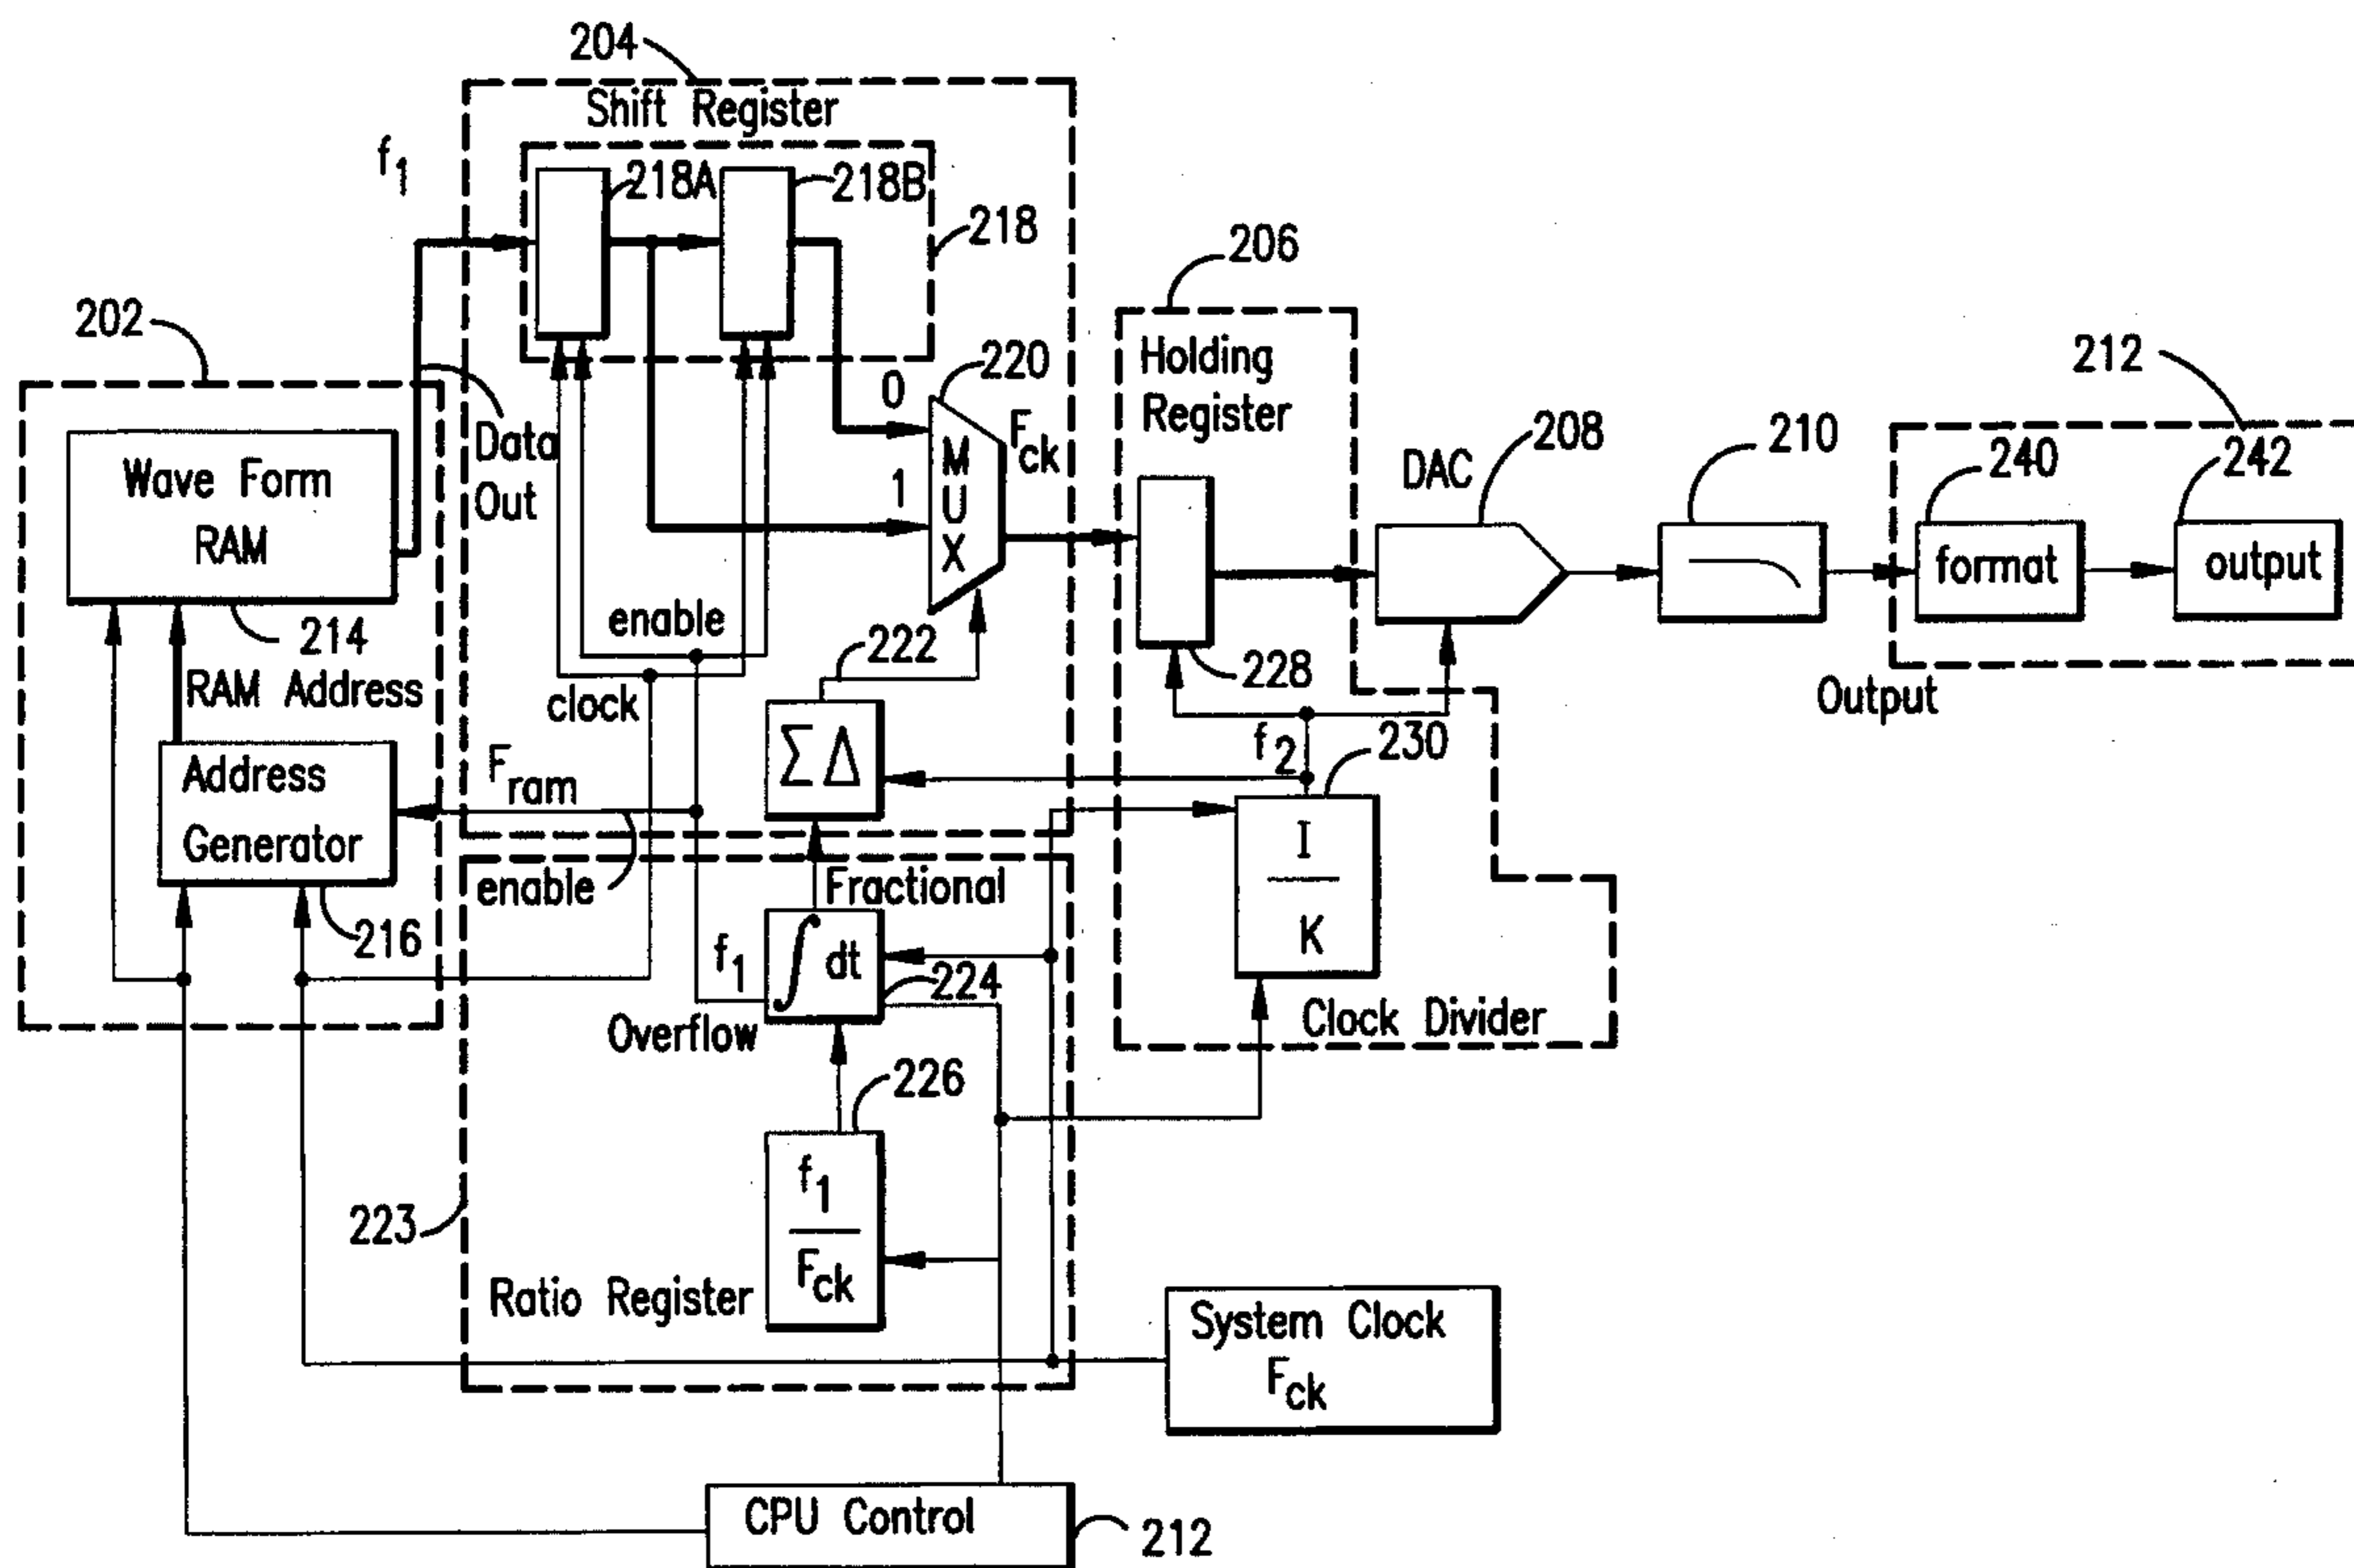 204
Shift Register
f1
218A
218B
218
206
202
Holding
Register
220
0
Fck
212
Data
Out
1
MUX
DAC
208
210
240
242
Wave Form
RAM
format
output
214
enable
222
228
RAM Address
clock
Output
ΣΔ
f2
230
Address
Generator
Fram
enable
Fractional
I
K
216
f1
∫ dt
224
Overflow
Clock Divider
226
f1
Fck
223
Ratio Register
System Clock
Fck
CPU Control
212